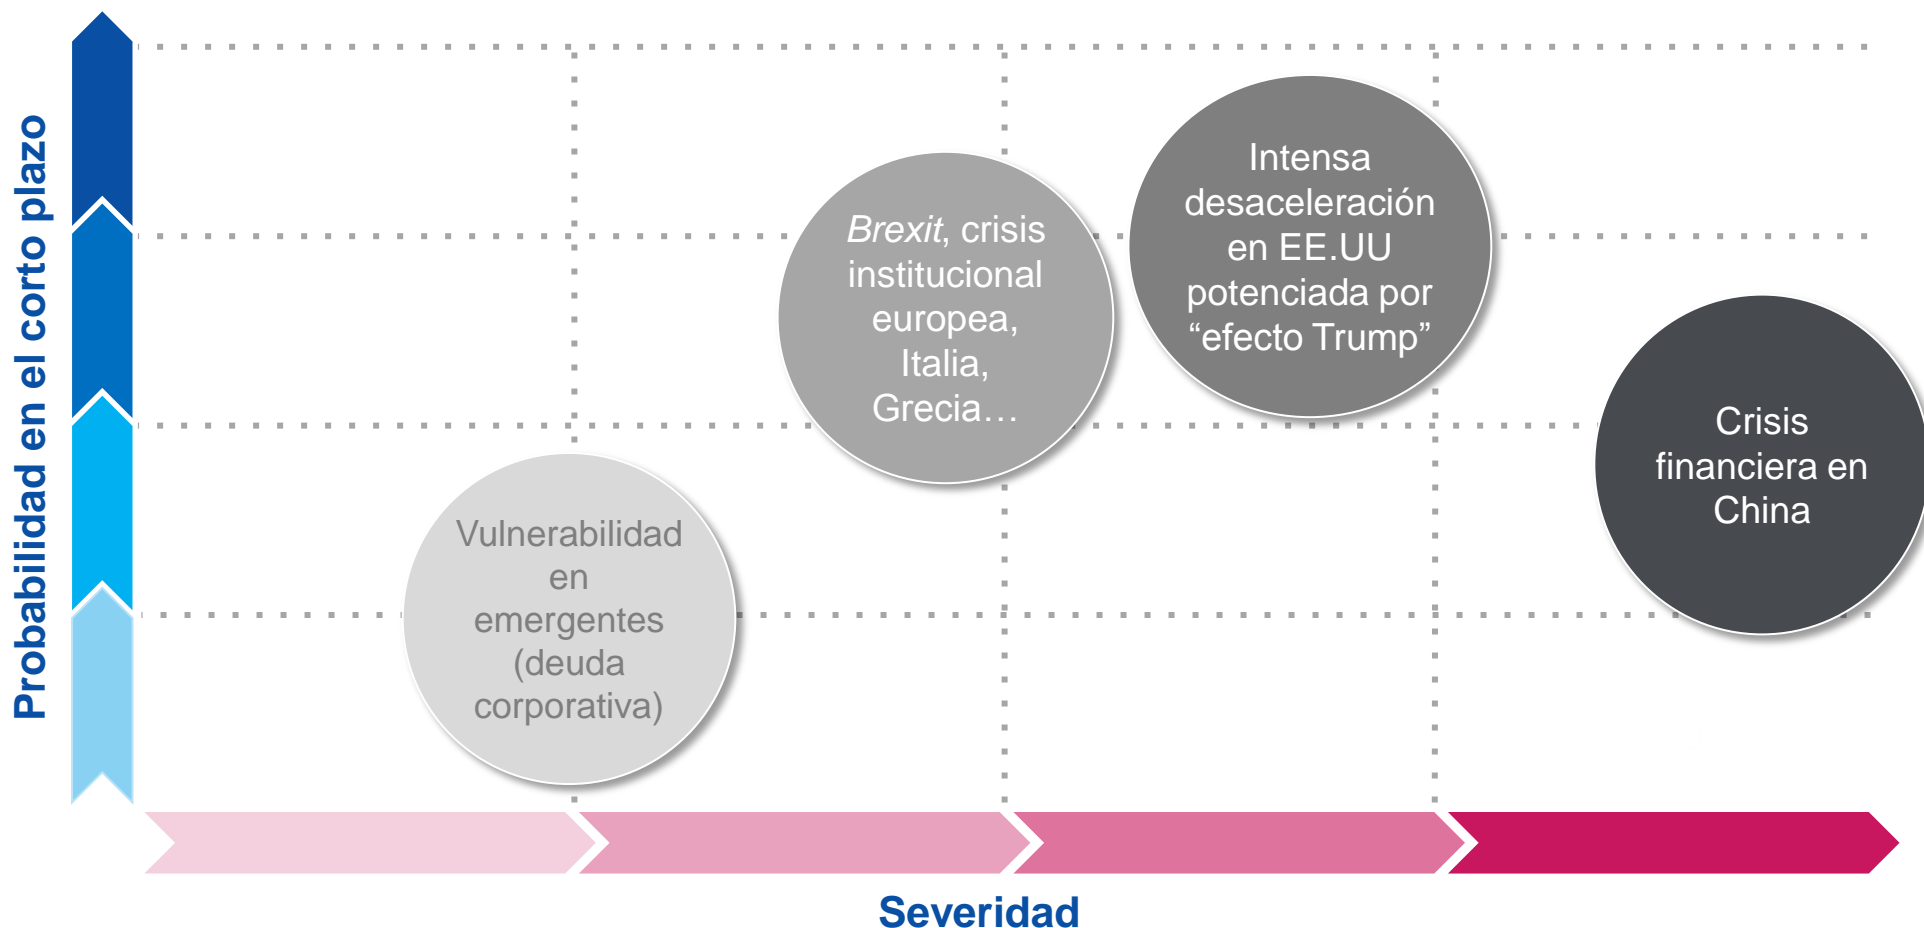 Probabilidad en el corto plazo
Vulnerabilidad
en
emergentes
(deuda
corporativa)
Brexit, crisis
institucional
europea,
Italia,
Grecia…
Intensa
desaceleración
en EE.UU
potenciada por
“efecto Trump”
Crisis
financiera en
China
Severidad